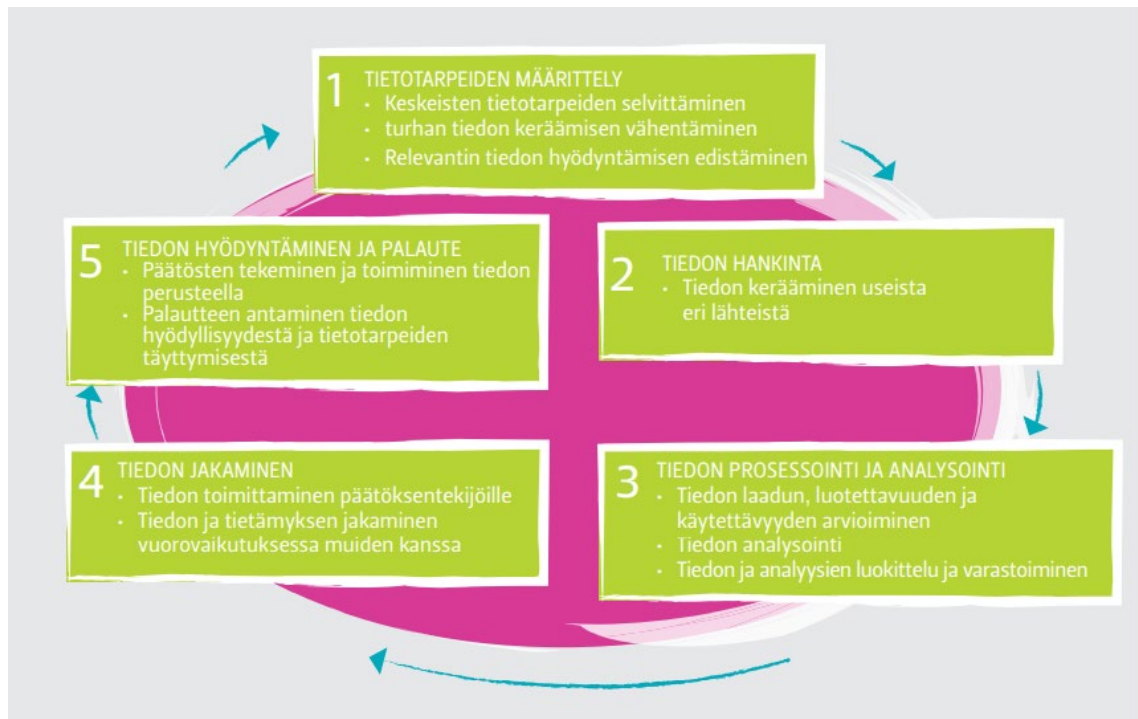 1 TIETOTARPEIDEN MÄÄRITTELY
• Keskeisten tietotarpeiden selvittäminen
• turhan tiedon keräämisen vähentäminen
• Relevantin tiedon hyödyntämisen edistäminen
2 TIEDON HANKINTA
• Tiedon kerääminen useista
eri lähteistä
3 TIEDON PROSESSOINTI JA ANALYSOINTI
• Tiedon laadun, luotettavuuden ja
käytettävyyden arvioiminen
• Tiedon analysointi
• Tiedon ja analyysien luokittelu ja varastoiminen
4 TIEDON JAKAMINEN
• Tiedon toimittaminen päätöksentekijöille
• Tiedon ja tietämyksen jakaminen
vuorovaikutuksessa muiden kanssa
5 TIEDON HYÖDYNTÄMINEN JA PALAUTE
• Päätösten tekeminen ja toimiminen tiedon
perusteella
• Palautteen antaminen tiedon
hyödyllisyydestä ja tietotarpeiden
täyttymisestä